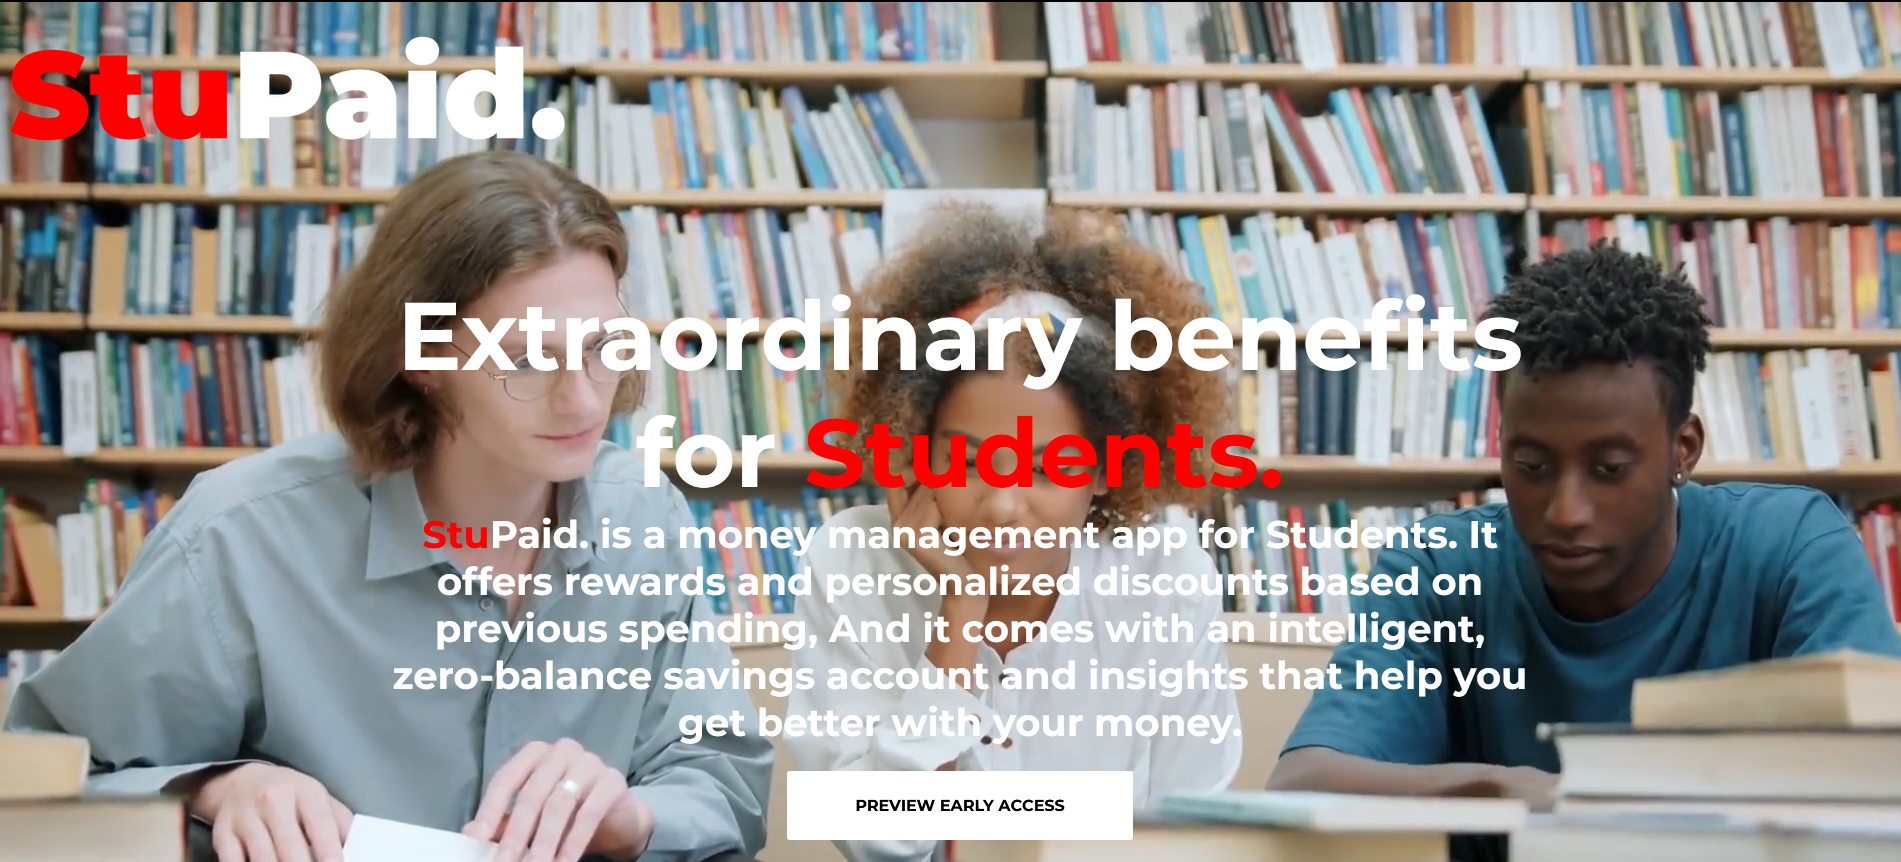 StuPaid.
Extraordinary benefits
for Students.
StuPaid. is a money management app for Students. It
offers rewards and personalized discounts based on
previous spending, And it comes with an intelligent,
zero-balance savings account and insights that help you
get better with your money.
PREVIEW EARLY ACCESS